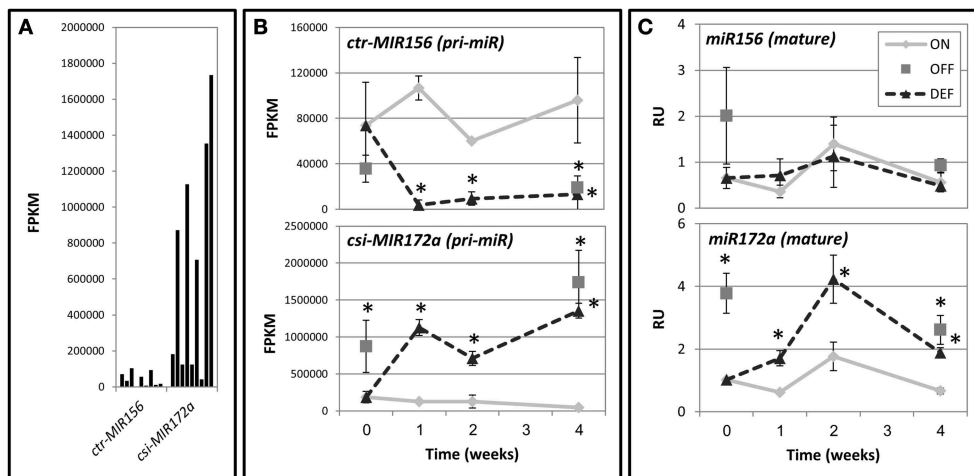 A
2000000
1800000
1600000
1400000
1200000
1000000
800000
600000
400000
200000
0
FPKM
ctr-MIR156
csi-MIR172a
B
ctr-MIR156 (pri-miR)
160000
120000
80000
40000
0
FPKM
* * * *
csi-MIR172a (pri-miR)
2500000
2000000
1500000
1000000
500000
0
FPKM
* * * * *
0 1 2 4
Time (weeks)
C
miR156 (mature)
4
3
2
1
0
RU
ON
OFF
DEF
miR172a (mature)
6
4
2
0
RU
* * * * *
0 1 2 4
Time (weeks)